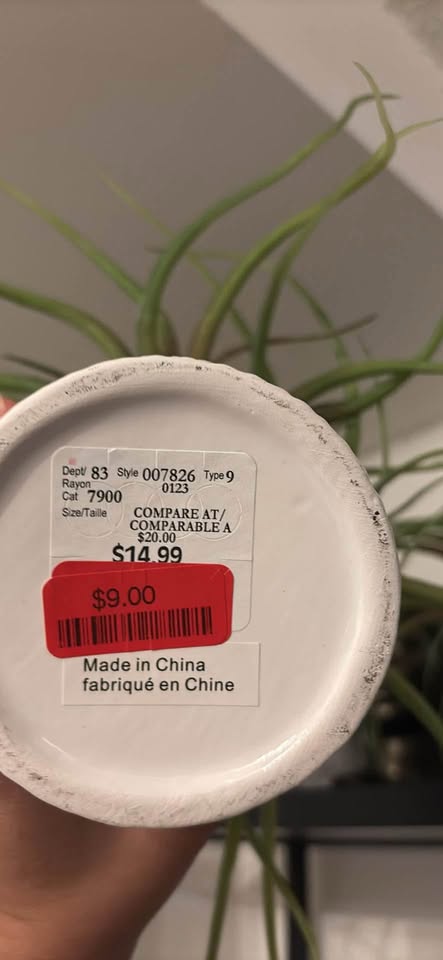 Dept/ 83 Style 007826 Type 9
Rayon 0123
Cat 7900
Size/Taille COMPARE AT/
COMPARABLE A
$20.00
$14.99
$9.00
Made in China
fabriqué en Chine